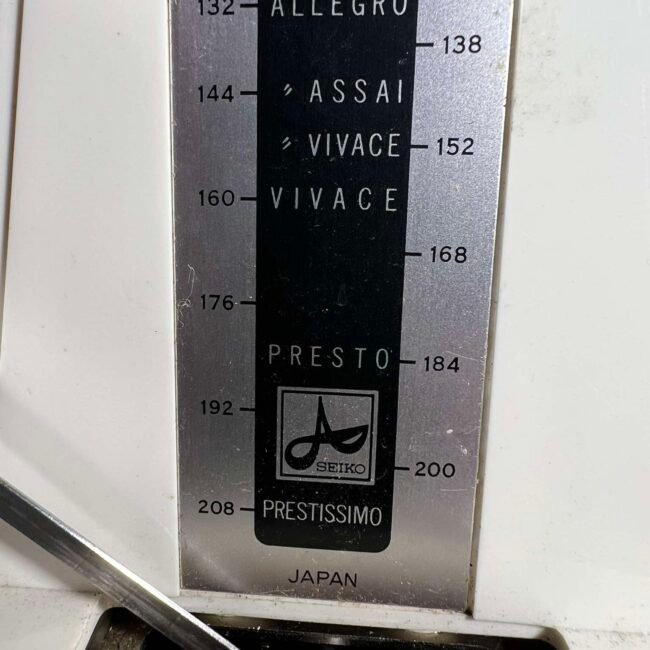 132 ALLEGRO
138
144 〃 ASSAI
〃 VIVACE 152
160 VIVACE
168
176
PRESTO 184
192
SEIKO 200
208 PRESTISSIMO
JAPAN